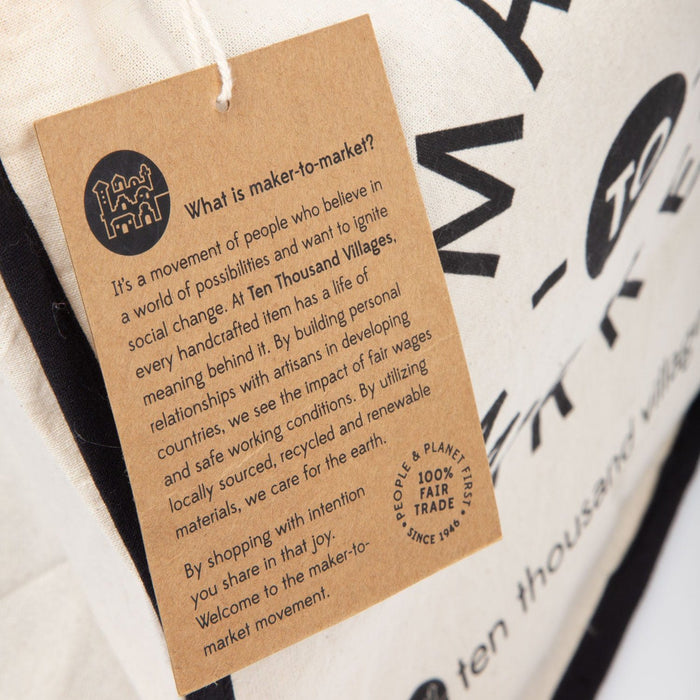 What is maker-to-market?
It's a movement of people who believe in
a world of possibilities and want to ignite
social change. At Ten Thousand Villages,
every handcrafted item has a life of
meaning behind it. By building personal
relationships with artisans in developing
countries, we see the impact of fair wages
and safe working conditions. By utilizing
locally sourced, recycled and renewable
materials, we care for the earth.
By shopping with intention
you share in that joy.
Welcome to the maker-to-
market movement.
PEOPLE & PLANET FIRST
100%
FAIR
TRADE
• SINCE 1946 •
MA
-TO-
ten thousand villages